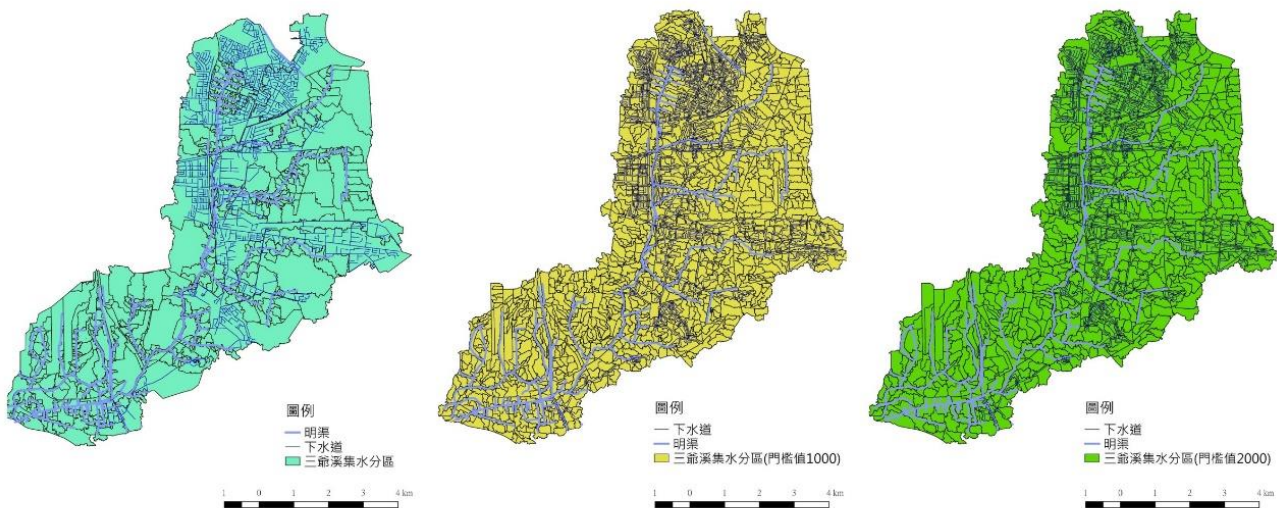 圖例
明渠
下水道
三爺溪集水分區
1 0 1 2 3 4 km
圖例
下水道
明渠
三爺溪集水分區(門檻值1000)
1 0 1 2 3 4 km
圖例
下水道
明渠
三爺溪集水分區(門檻值2000)
1 0 1 2 3 4 km